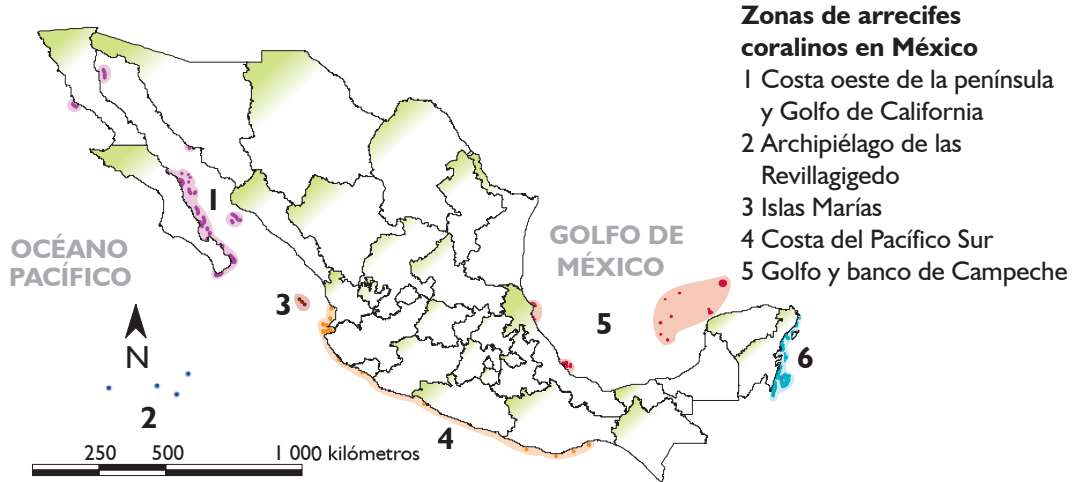 Zonas de arrecifes
coralinos en México
1 Costa oeste de la península
y Golfo de California
2 Archipiélago de las
Revillagigedo
3 Islas Marías
4 Costa del Pacífico Sur
5 Golfo y banco de Campeche
1
OCÉANO
PACÍFICO
GOLFO DE
MÉXICO
3
5
6
N
2
4
250 500 1 000 kilómetros